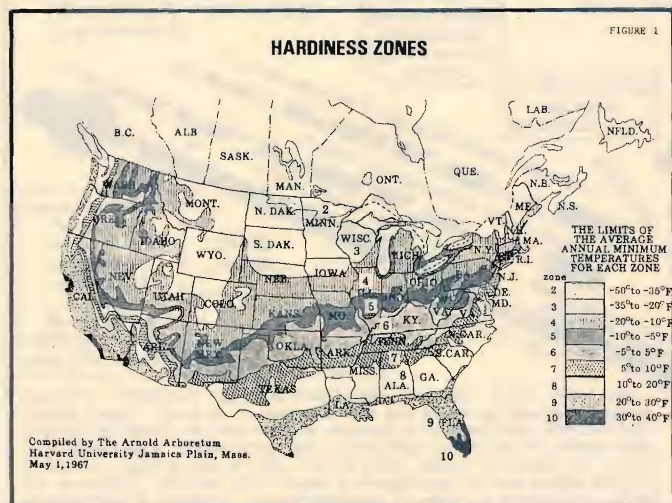 FIGURE 1
HARDINESS ZONES
LAB.
B.C.
ALB
NFLD.
SASK.
QUE.
MAN.
ONT.
N.B.
N.S.
WASH
MONT.
N. DAK.
2
MINN.
ME.
VT.
ORE.
IDAHO
S. DAK.
WISC.
3
MICH.
N.Y.
MA.
R.I.
WYO.
IOWA
N.J.
NEV.
UTAH
NEB.
4
OHIO
DE.
MD.
CAL.
COLO.
KANS.
MO.
5
KY.
VA.
6
ARI.
NEW
MEX.
OKLA.
ARK.
TENN.
N.CAR.
7
S.CAR.
TEXAS
MISS.
8
ALA.
GA.
LA.
9
FLA.
10
THE LIMITS OF
THE AVERAGE
ANNUAL MINIMUM
TEMPERATURES
FOR EACH ZONE
zone
2 -50° to -35°F
3 -35° to -20°F
4 -20° to -10°F
5 -10° to -5°F
6 -5° to 5°F
7 5° to 10°F
8 10° to 20°F
9 20° to 30°F
10 30° to 40°F
Compiled by The Arnold Arboretum
Harvard University Jamaica Plain, Mass.
May 1, 1967